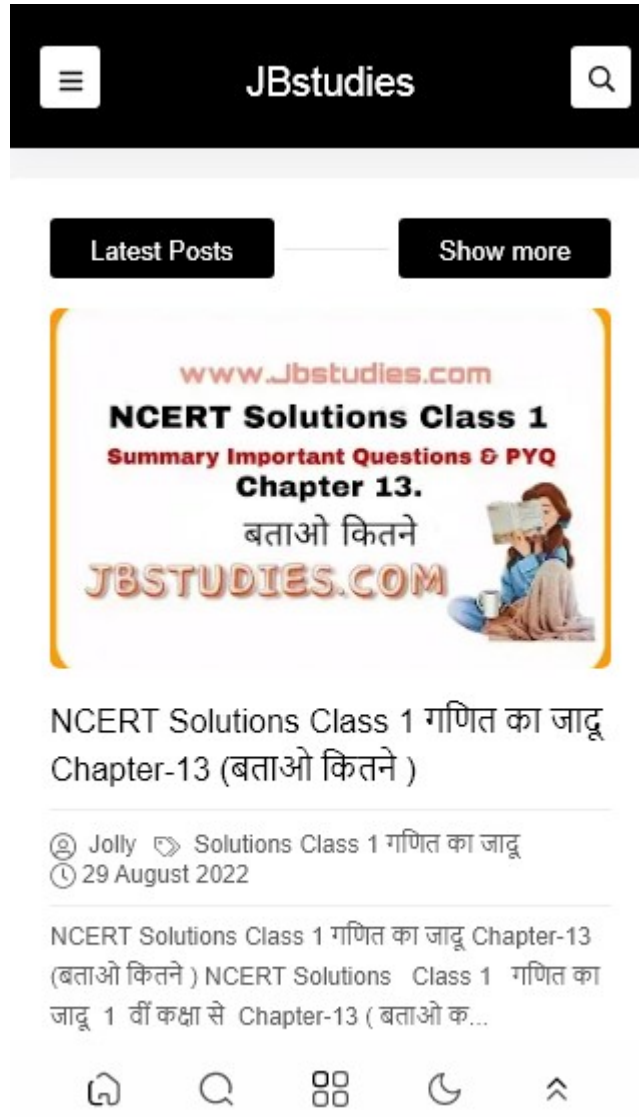 JBstudies
Latest Posts
Show more
www.Jbstudies.com
NCERT Solutions Class 1
Summary Important Questions & PYQ
Chapter 13.
बताओ कितने
JBSTUDIES.COM
NCERT Solutions Class 1 गणित का जादू
Chapter-13 (बताओ कितने )
Jolly Solutions Class 1 गणित का जादू
29 August 2022
NCERT Solutions Class 1 गणित का जादू Chapter-13
(बताओ कितने ) NCERT Solutions Class 1 गणित का
जादू 1 वीं कक्षा से Chapter-13 ( बताओ क...